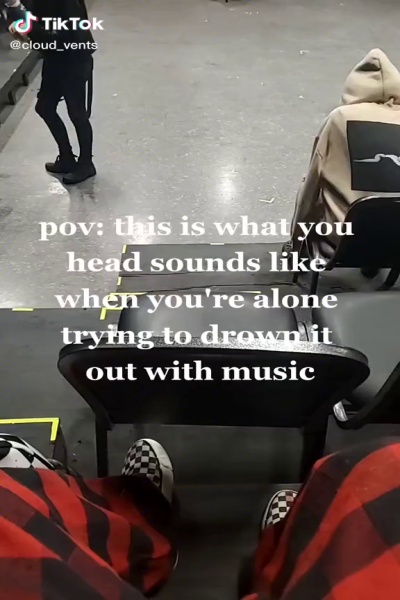 TikTok
@cloud_vents
pov: this is what you
head sounds like
when you're alone
trying to drown it
out with music